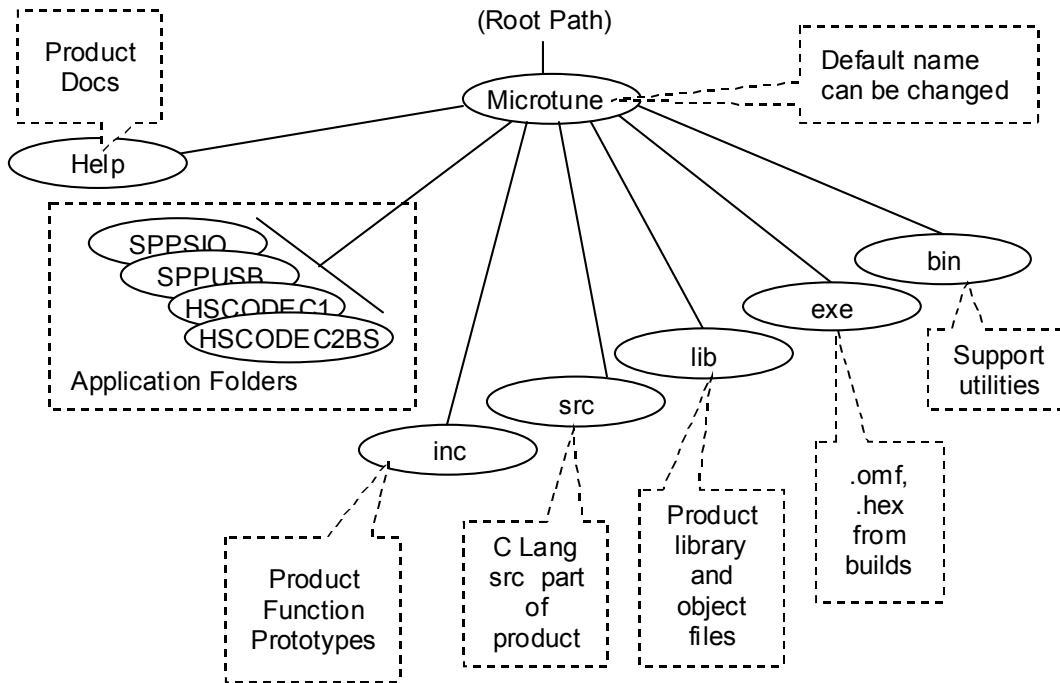 (Root Path)
Product
Docs
Microtune
Default name
can be changed
Help
SPPSIO
SPPUSB
HSCODEC1
HSCODEC2BS
Application Folders
bin
exe
lib
src
inc
Support
utilities
.omf,
.hex
from
builds
Product
library
and
object
files
C Lang
src part
of
product
Product
Function
Prototypes